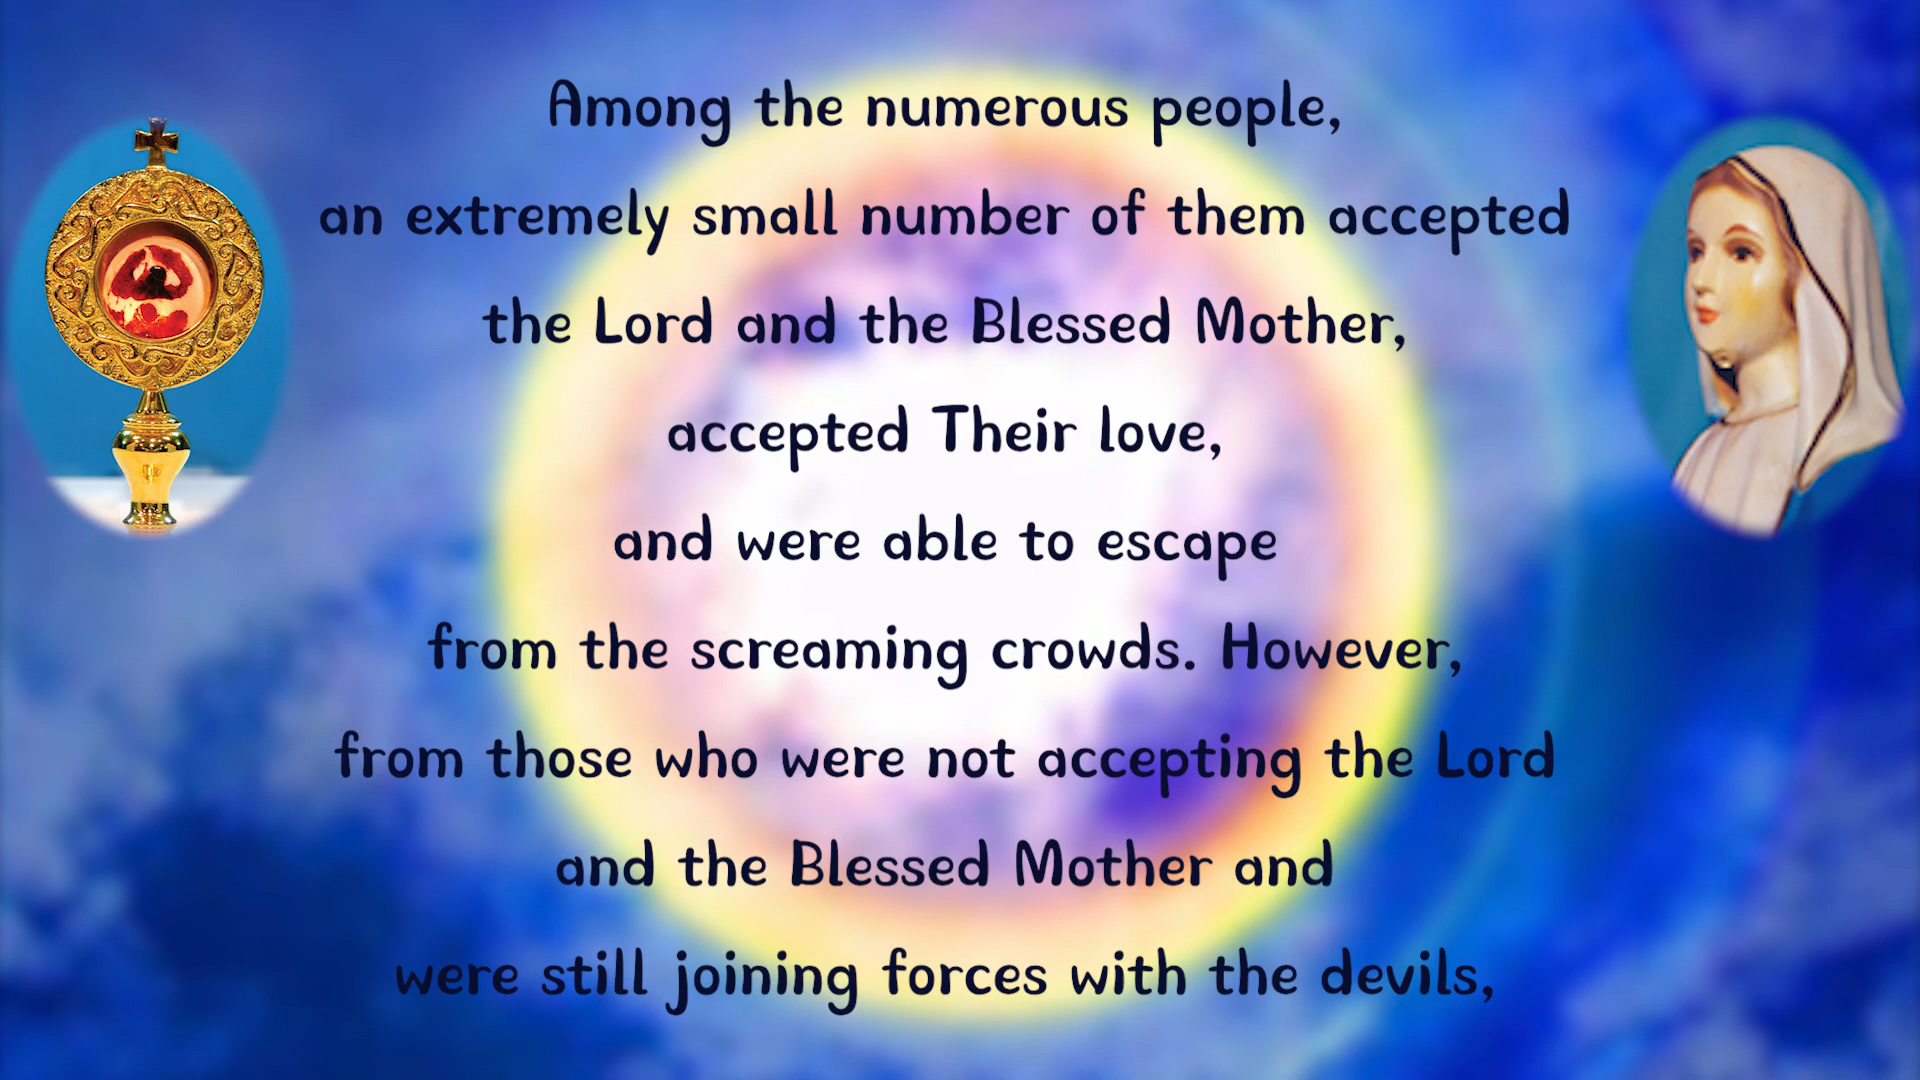 Among the numerous people,
an extremely small number of them accepted
the Lord and the Blessed Mother,
accepted Their love,
and were able to escape
from the screaming crowds. However,
from those who were not accepting the Lord
and the Blessed Mother and
were still joining forces with the devils,